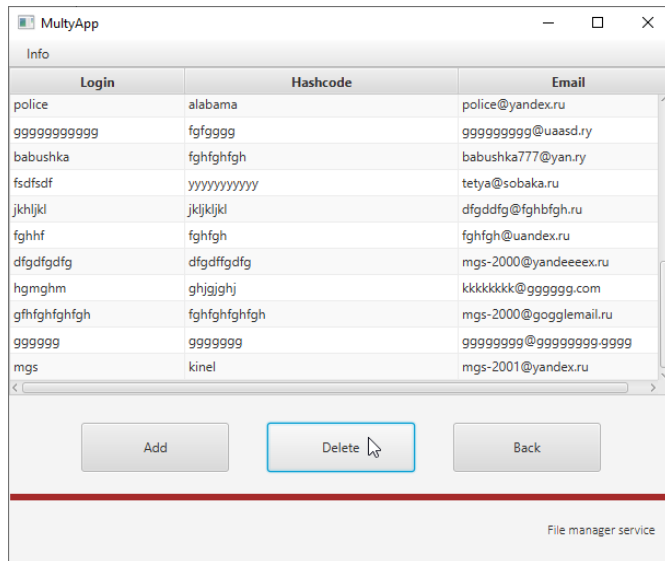 MultyApp
Info
Login Hashcode Email
police alabama police@yandex.ru
ggggggggggg fgfgggg ggggggggg@uaasd.ry
babushka fghfghfgh babushka777@yan.ry
fsdfsdf yyyyyyyyyyy tetya@sobaka.ru
jkhljkl jkljkljkl dfgddfg@fghbfgh.ru
fghhf fghfgh fghfgh@uandex.ru
dfgdfgdfg dfgdffgdfg mgs-2000@yandeeeex.ru
hgmghm ghjgjghj kkkkkkkk@gggggg.com
gfhfghfghfgh fghfghfghfgh mgs-2000@gogglemail.ru
gggggg ggggggg gggggggg@gggggggg.gggg
mgs kinel mgs-2001@yandex.ru
Add Delete Back
File manager service